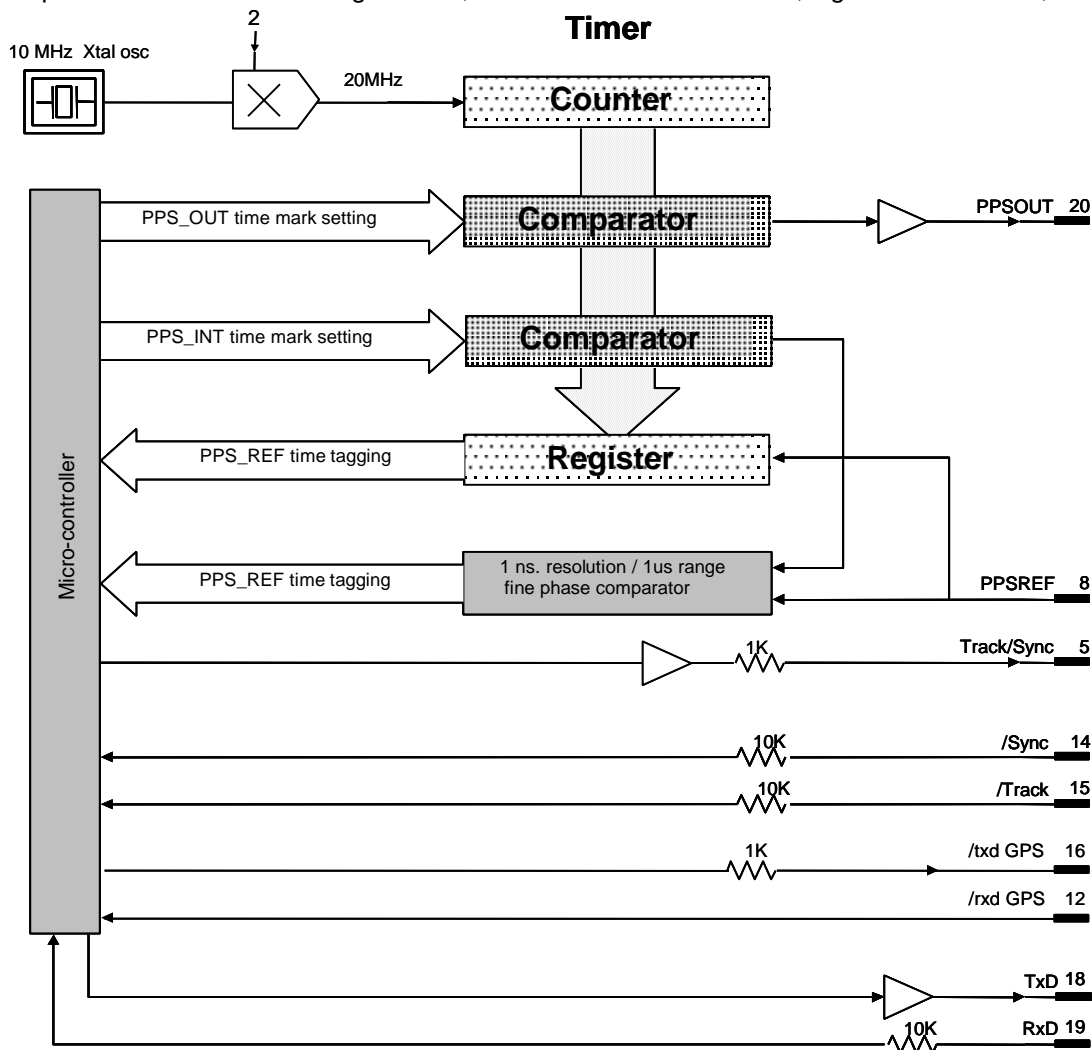 2
Timer
10 MHz Xtal osc
20MHz
Counter
PPS_OUT time mark setting
Comparator
PPSOUT 20
PPS_INT time mark setting
Comparator
Micro-controller
PPS_REF time tagging
Register
PPS_REF time tagging
1 ns. resolution / 1us range
fine phase comparator
PPSREF 8
1K
Track/Sync 5
10K
/Sync 14
10K
/Track 15
1K
/txd GPS 16
/rxd GPS 12
TxD 18
10K
RxD 19